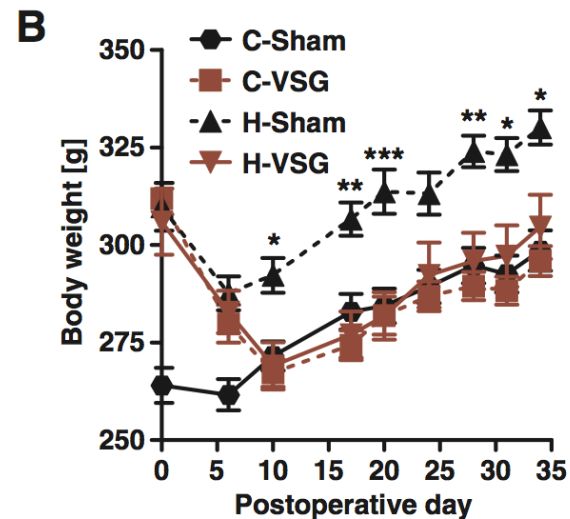 B
C-Sham
C-VSG
H-Sham
H-VSG
350
325
300
275
250
Body weight [g]
* ** *** ** * *
0 5 10 15 20 25 30 35
Postoperative day